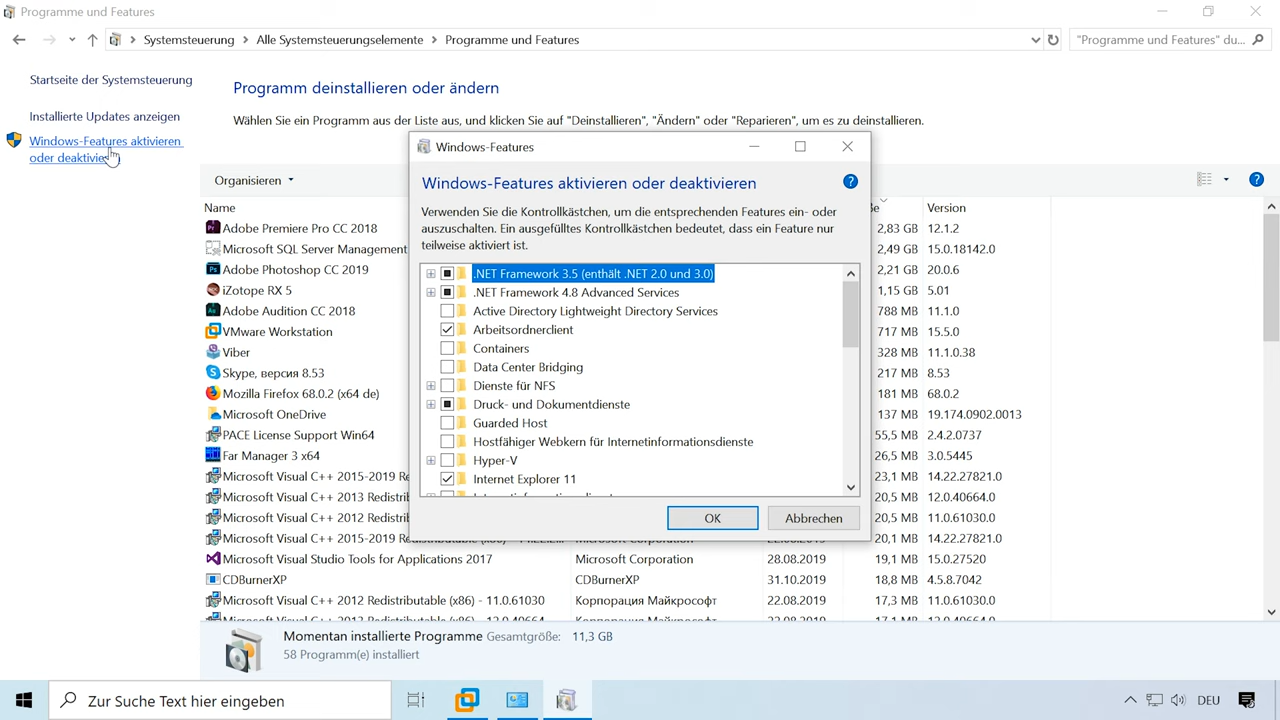 Programme und Features
Systemsteuerung
Alle Systemsteuerungselemente
Programme und Features
"Programme und Features" du...
Startseite der Systemsteuerung
Installierte Updates anzeigen
Windows-Features aktivieren
oder deaktivieren
Programm deinstallieren oder ändern
Wählen Sie ein Programm aus der Liste aus, und klicken Sie auf "Deinstallieren", "Ändern" oder "Reparieren", um es zu deinstallieren.
Organisieren
Name Version
Adobe Premiere Pro CC 2018 2,83 GB 12.1.2
Microsoft SQL Server Management 2,49 GB 15.0.18142.0
Adobe Photoshop CC 2019 2,21 GB 20.0.6
iZotope RX 5 1,15 GB 5.01
Adobe Audition CC 2018 788 MB 11.1.0
VMware Workstation 717 MB 15.5.0
Viber 328 MB 11.1.0.38
Skype, версия 8.53 217 MB 8.53
Mozilla Firefox 68.0.2 (x64 de) 181 MB 68.0.2
Microsoft OneDrive 137 MB 19.174.0902.0013
PACE License Support Win64 55,5 MB 2.4.2.0737
Far Manager 3 x64 26,5 MB 3.0.5445
Microsoft Visual C++ 2015-2019 Re 23,1 MB 14.22.27821.0
Microsoft Visual C++ 2013 Redistrib 20,5 MB 12.0.40664.0
Microsoft Visual C++ 2012 Redistrib 20,5 MB 11.0.61030.0
Microsoft Visual C++ 2015-2019 20,1 MB 14.22.27821.0
Microsoft Visual Studio Tools for Applications 2017 Microsoft Corporation 28.08.2019 19,1 MB 15.0.27520
CDBurnerXP CDBurnerXP 31.10.2019 18,8 MB 4.5.8.7042
Microsoft Visual C++ 2012 Redistributable (x86) - 11.0.61030 Корпорация Майкрософт 22.08.2019 17,3 MB 11.0.61030.0
Windows-Features
Windows-Features aktivieren oder deaktivieren
Verwenden Sie die Kontrollkästchen, um die entsprechenden Features ein- oder
auszuschalten. Ein ausgefülltes Kontrollkästchen bedeutet, dass ein Feature nur
teilweise aktiviert ist.
.NET Framework 3.5 (enthält .NET 2.0 und 3.0)
.NET Framework 4.8 Advanced Services
Active Directory Lightweight Directory Services
Arbeitsordnerclient
Containers
Data Center Bridging
Dienste für NFS
Druck- und Dokumentdienste
Guarded Host
Hostfähiger Webkern für Internetinformationsdienste
Hyper-V
Internet Explorer 11
OK
Abbrechen
Momentan installierte Programme Gesamtgröße: 11,3 GB
58 Programm(e) installiert
Zur Suche Text hier eingeben
DEU